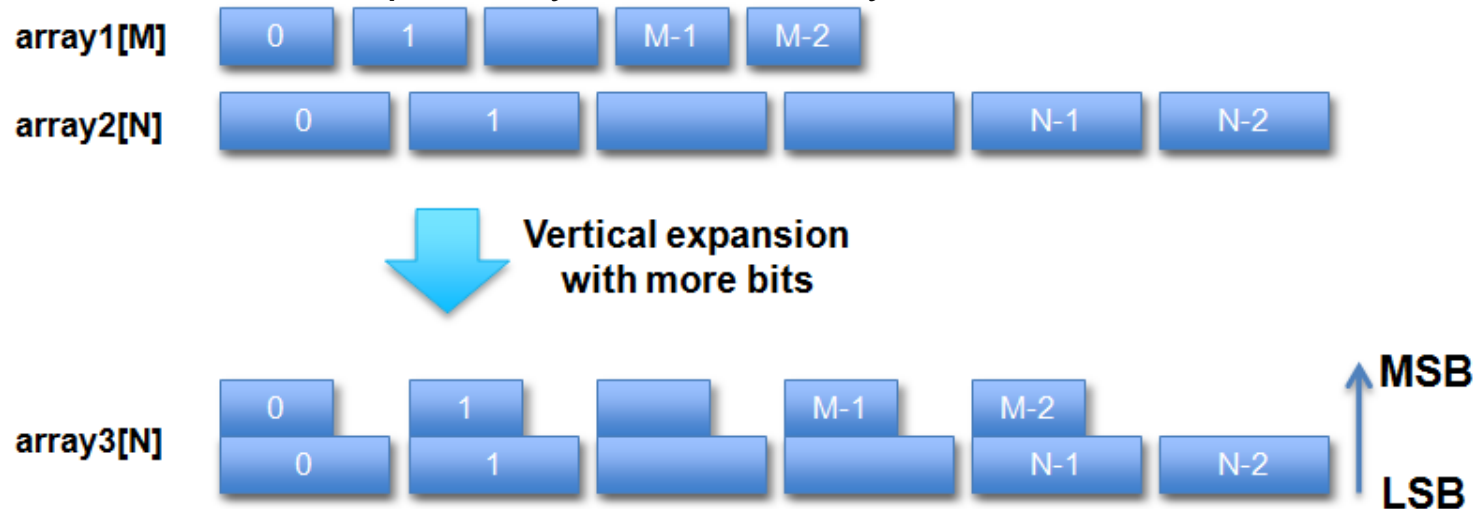 array1[M] 0 1 M-1 M-2
array2[N] 0 1 N-1 N-2
Vertical expansion
with more bits
MSB
0 1 M-1 M-2
array3[N]
0 1 N-1 N-2
LSB